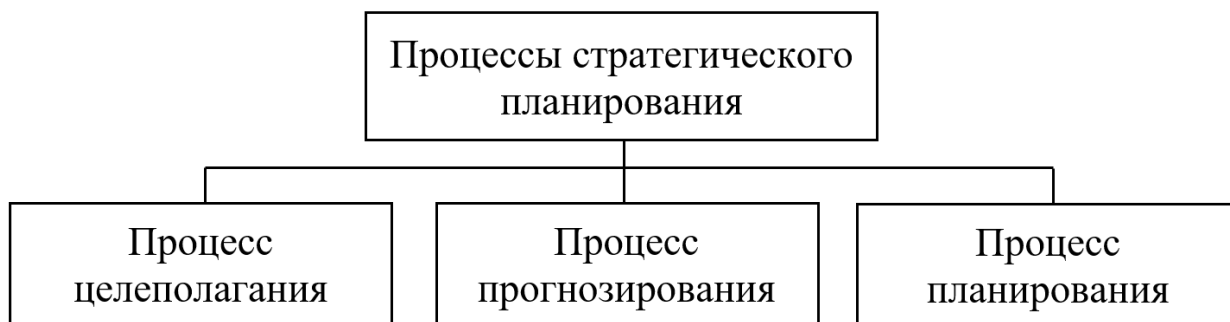 Процессы стратегического
планирования
Процесс
целеполагания
Процесс
прогнозирования
Процесс
планирования